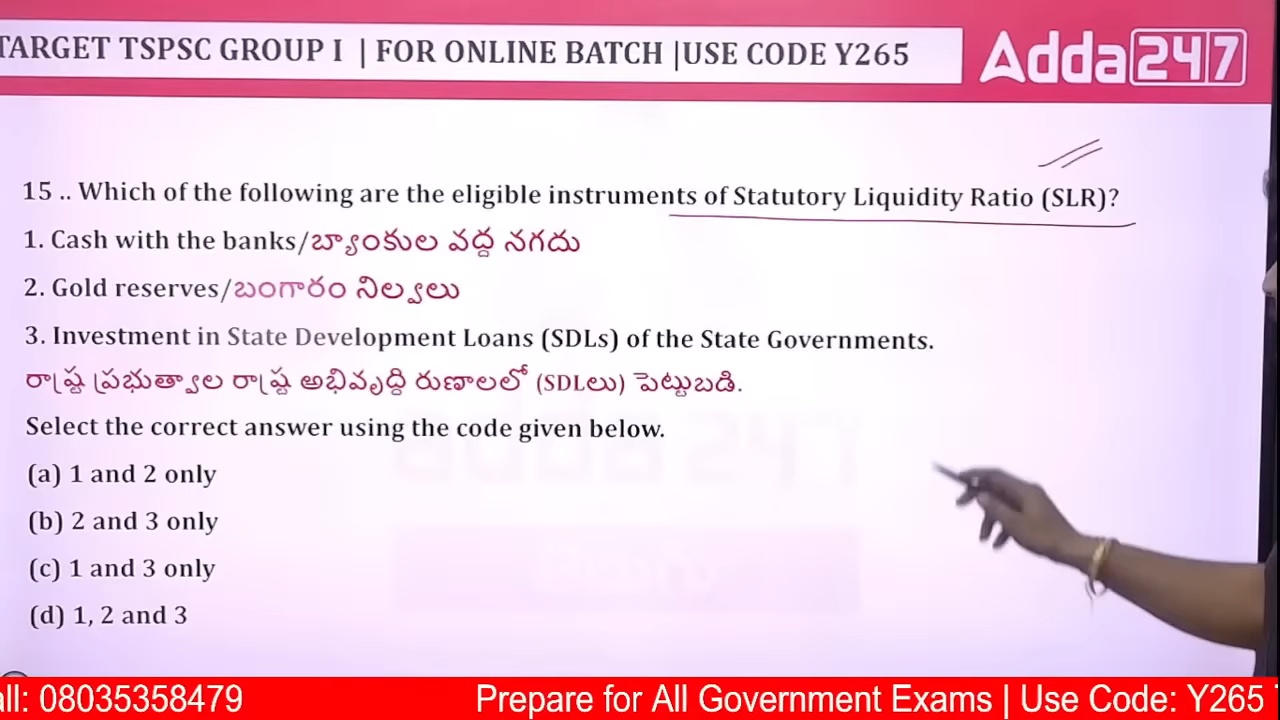 TARGET TSPSC GROUP I | FOR ONLINE BATCH |USE CODE Y265
Adda247
15 .. Which of the following are the eligible instruments of Statutory Liquidity Ratio (SLR)?
1. Cash with the banks/బ్యాంకుల వద్ద నగదు
2. Gold reserves/బంగారం నిల్వలు
3. Investment in State Development Loans (SDLs) of the State Governments.
రాష్ట్ర ప్రభుత్వాల రాష్ట్ర అభివృద్ధి రుణాలలో (SDLలు) పెట్టుబడి.
Select the correct answer using the code given below.
(a) 1 and 2 only
(b) 2 and 3 only
(c) 1 and 3 only
(d) 1, 2 and 3
all: 08035358479 Prepare for All Government Exams | Use Code: Y265